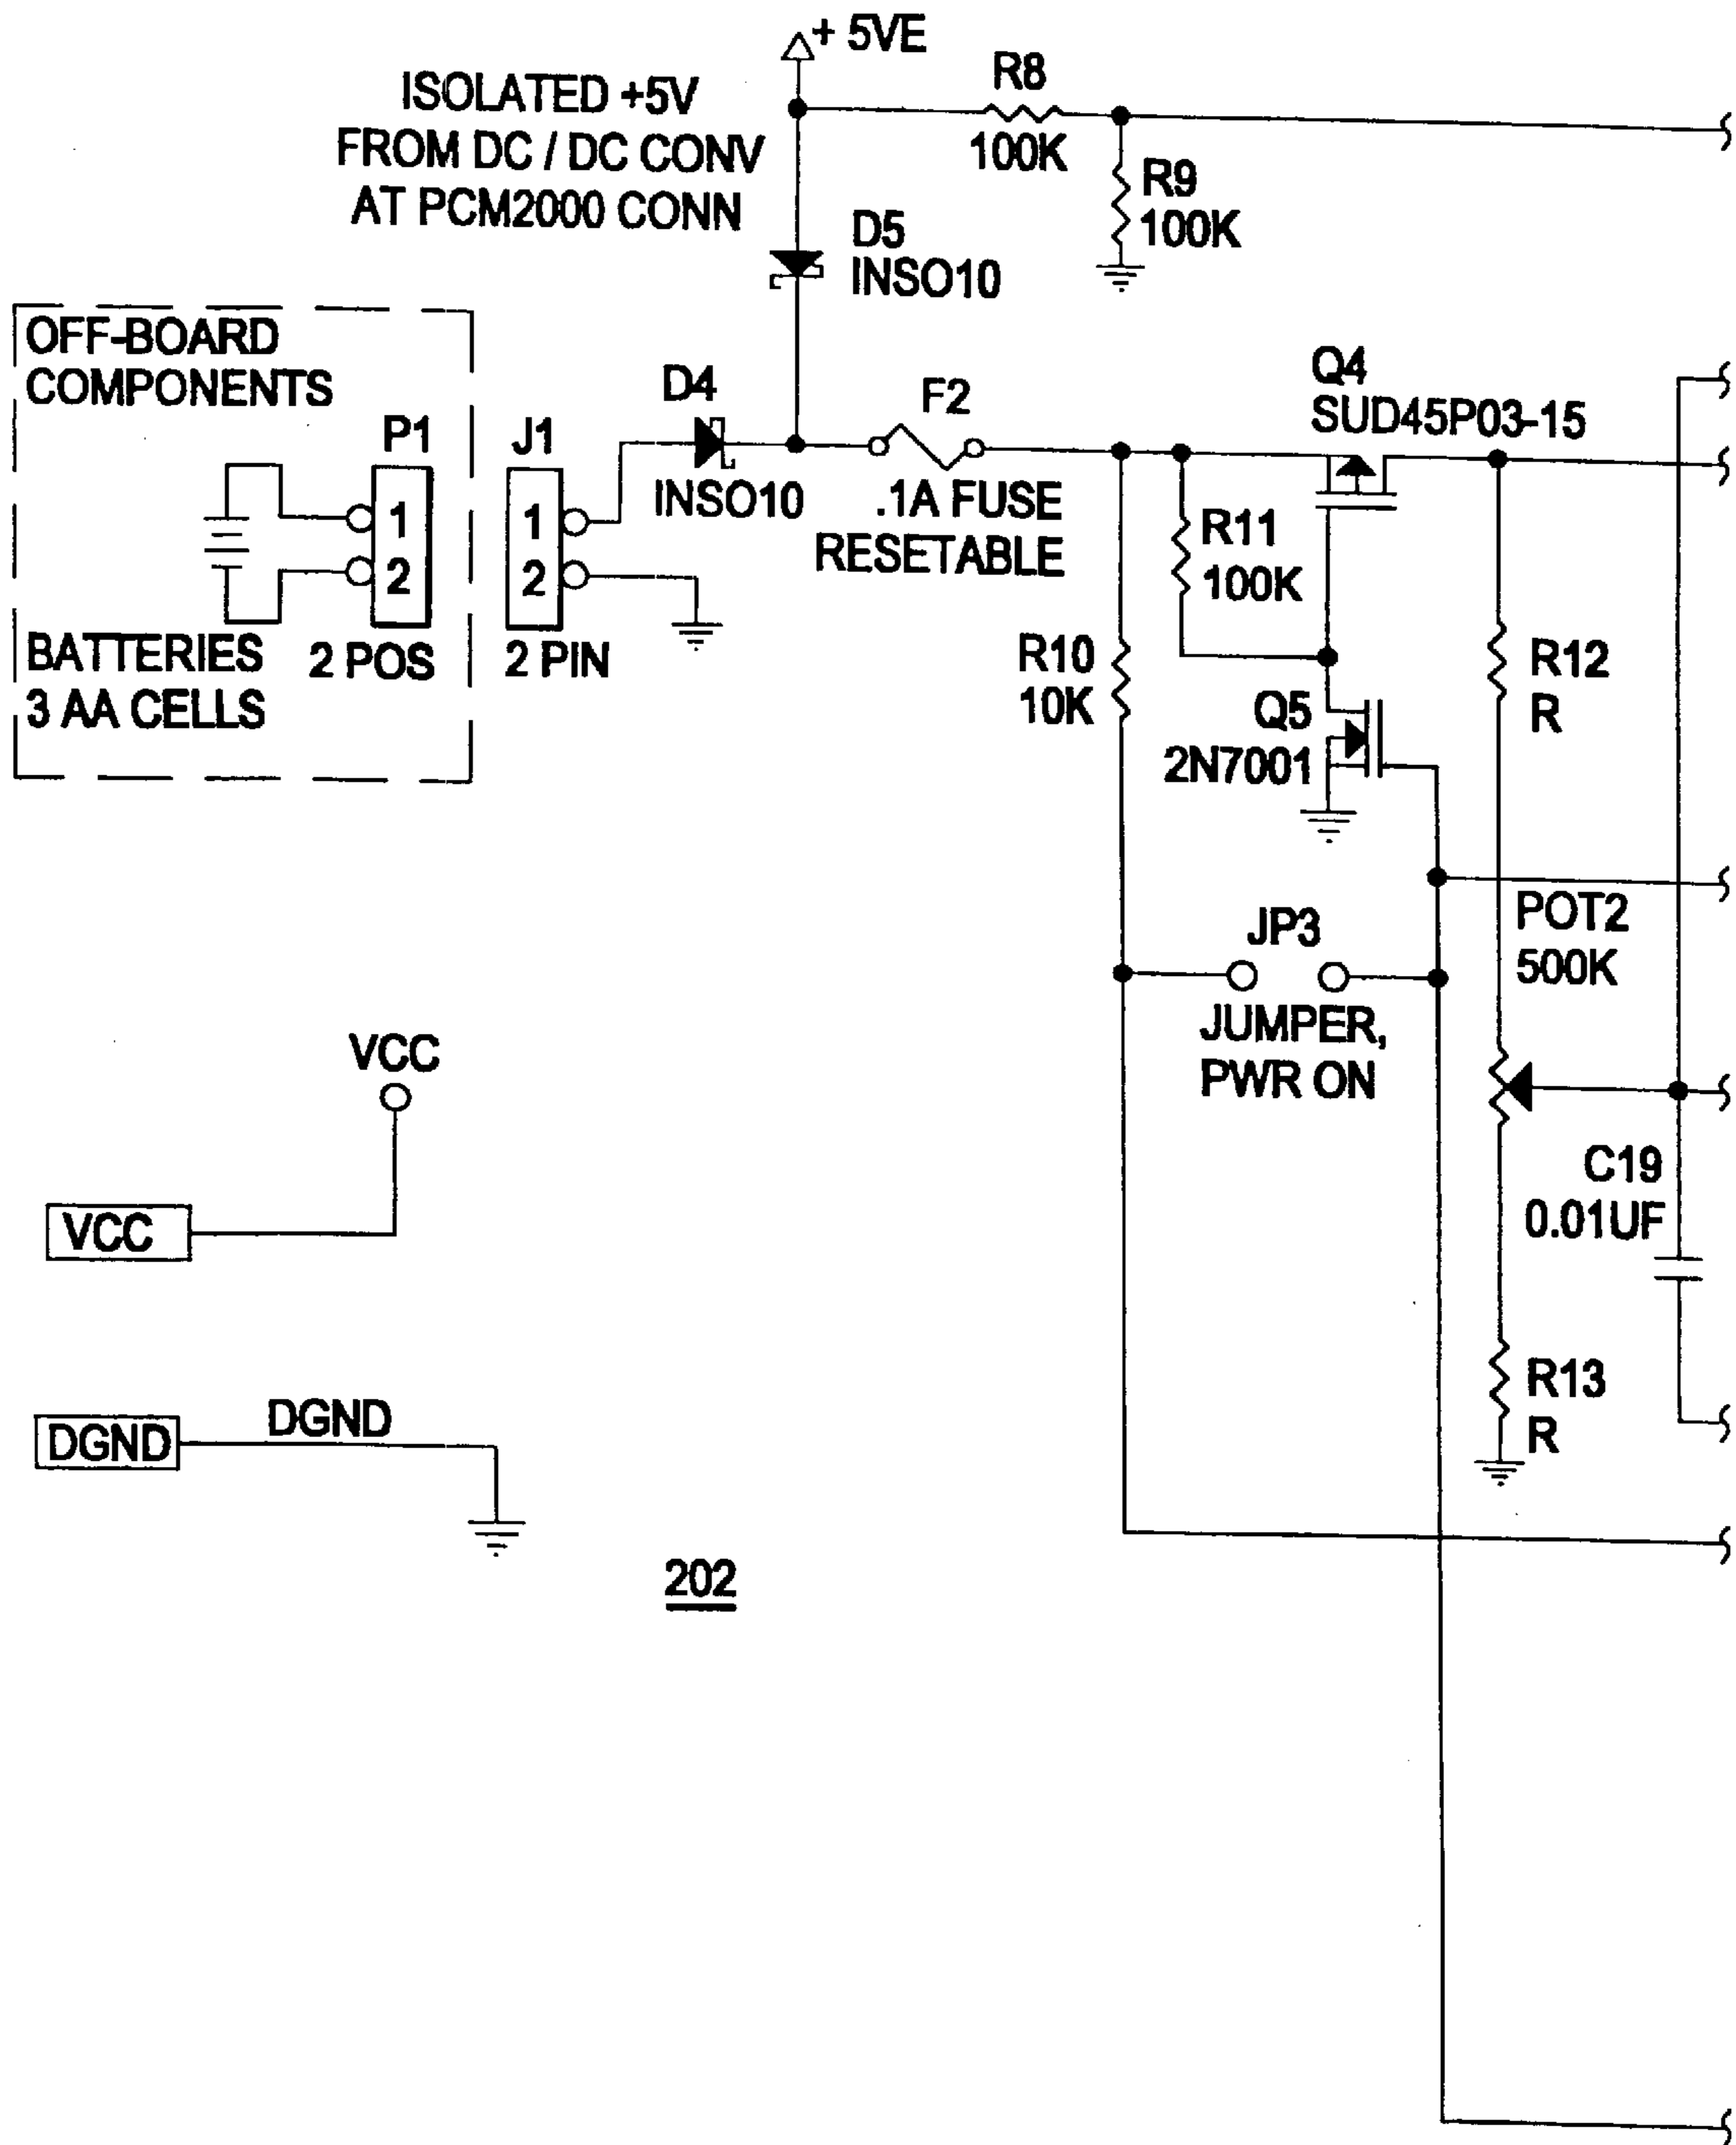 + 5VE
ISOLATED +5V
FROM DC / DC CONV
AT PCM2000 CONN
R8
100K
R9
100K
D5
INSO10
OFF-BOARD
COMPONENTS
P1
1
2
BATTERIES
3 AA CELLS
2 POS
J1
1
2
2 PIN
D4
INSO10
F2
.1A FUSE
RESETABLE
Q4
SUD45P03-15
R11
100K
R10
10K
Q5
2N7001
R12
R
JP3
JUMPER,
PWR ON
POT2
500K
VCC
VCC
C19
0.01UF
R13
R
DGND
DGND
202